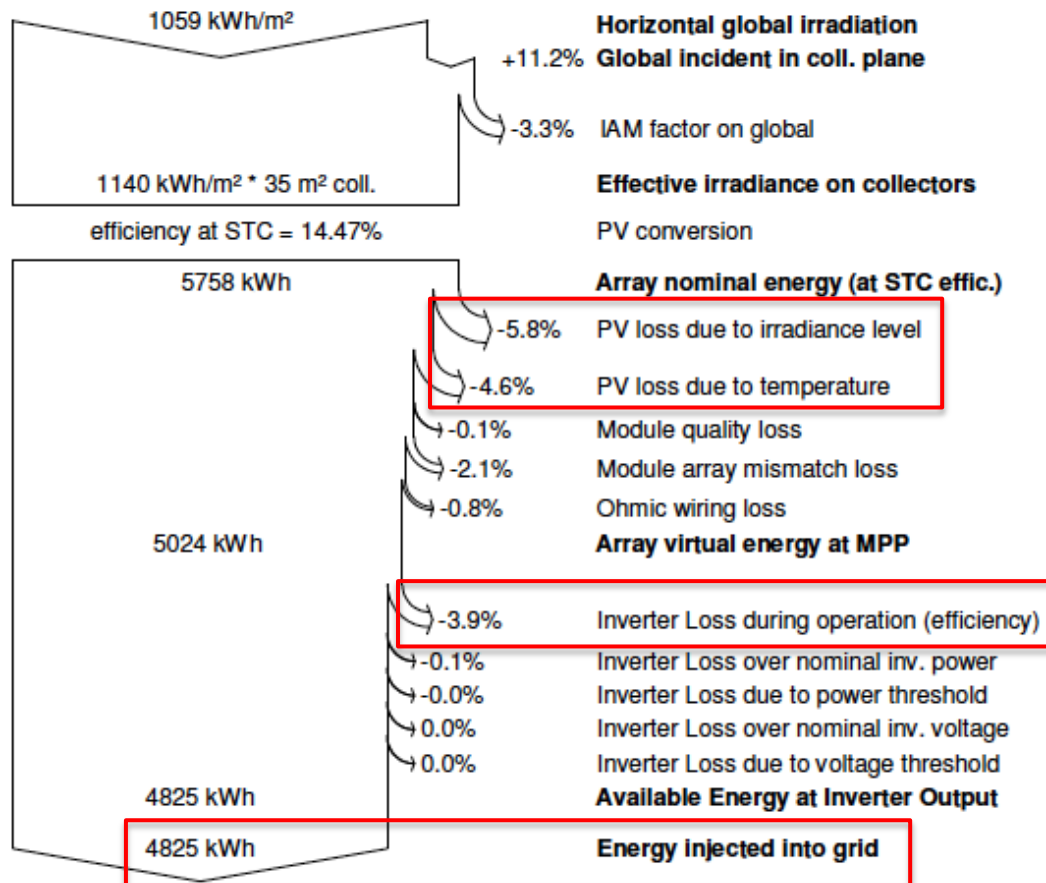 1059 kWh/m² Horizontal global irradiation
+11.2% Global incident in coll. plane
-3.3% IAM factor on global
1140 kWh/m² * 35 m² coll. Effective irradiance on collectors
efficiency at STC = 14.47% PV conversion
5758 kWh Array nominal energy (at STC effic.)
-5.8% PV loss due to irradiance level
-4.6% PV loss due to temperature
-0.1% Module quality loss
-2.1% Module array mismatch loss
-0.8% Ohmic wiring loss
5024 kWh Array virtual energy at MPP
-3.9% Inverter Loss during operation (efficiency)
-0.1% Inverter Loss over nominal inv. power
-0.0% Inverter Loss due to power threshold
0.0% Inverter Loss over nominal inv. voltage
0.0% Inverter Loss due to voltage threshold
4825 kWh Available Energy at Inverter Output
4825 kWh Energy injected into grid